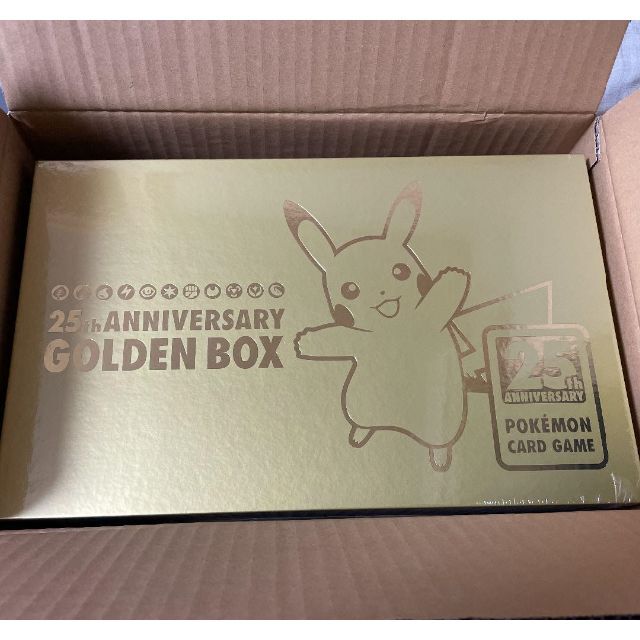 25th ANNIVERSARY
GOLDEN BOX
25th
ANNIVERSARY
POKÉMON
CARD GAME